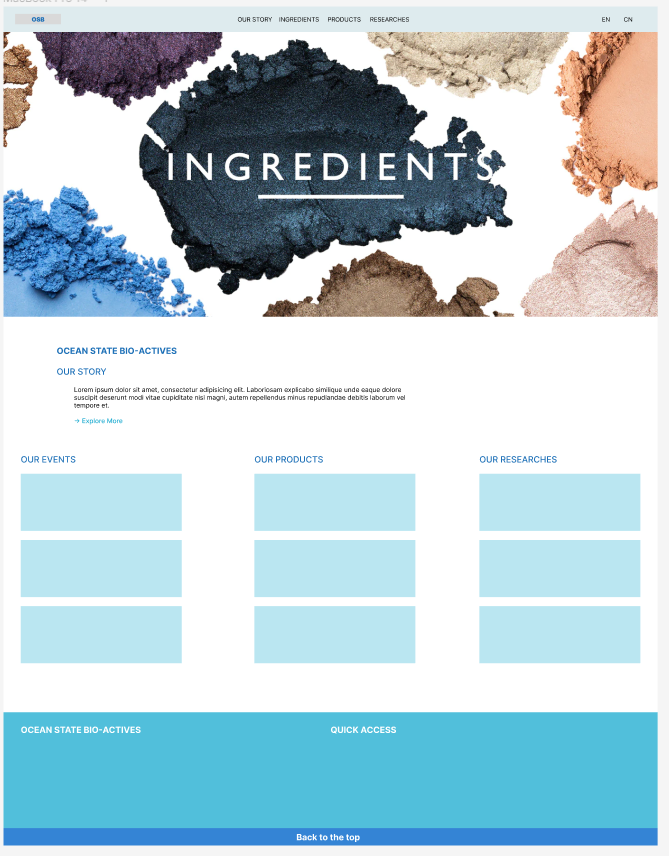 OSB
OUR STORY INGREDIENTS PRODUCTS RESEARCHES
EN CN
INGREDIENTS
OCEAN STATE BIO-ACTIVES
OUR STORY
Lorem ipsum dolor sit amet, consectetur adipisicing elit. Laboriosam explicabo similique unde eaque dolore
suscipit deserunt modi vitae cupiditate nisi magni, autem repellendus minus repudiandae debitis laborum vel
tempore et.
→ Explore More
OUR EVENTS
OUR PRODUCTS
OUR RESEARCHES
OCEAN STATE BIO-ACTIVES
QUICK ACCESS
Back to the top